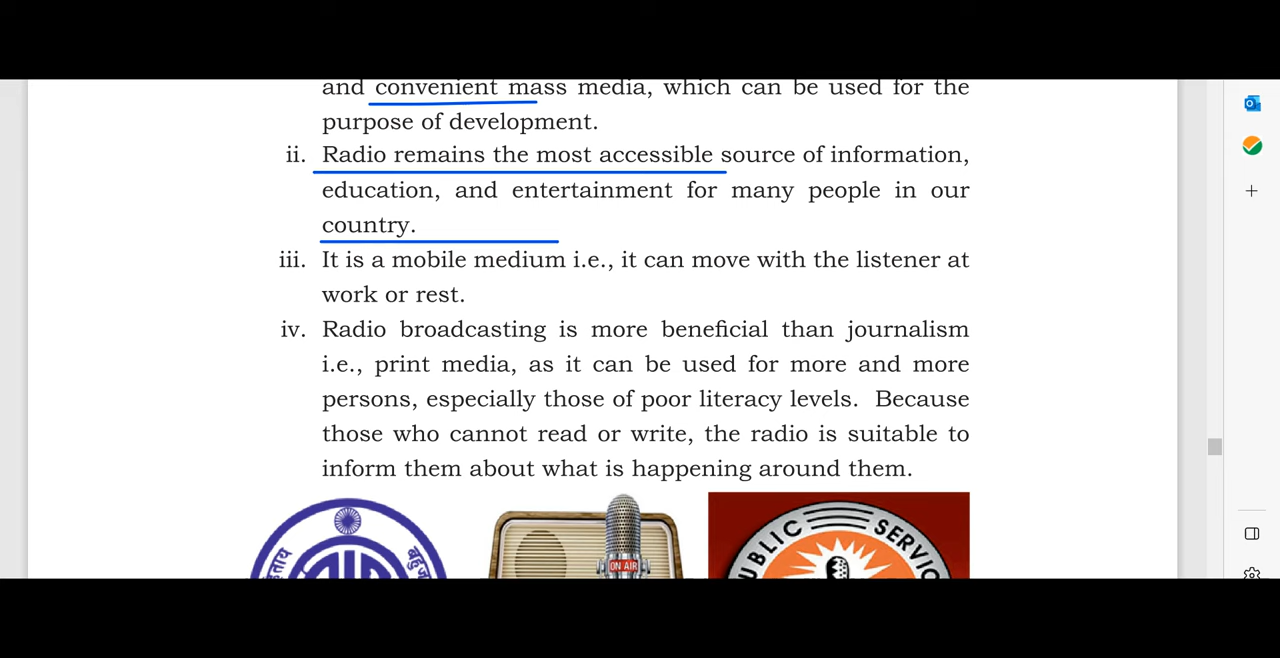 and convenient mass media, which can be used for the
purpose of development.
ii. Radio remains the most accessible source of information,
education, and entertainment for many people in our
country.
iii. It is a mobile medium i.e., it can move with the listener at
work or rest.
iv. Radio broadcasting is more beneficial than journalism
i.e., print media, as it can be used for more and more
persons, especially those of poor literacy levels. Because
those who cannot read or write, the radio is suitable to
inform them about what is happening around them.
ON AIR